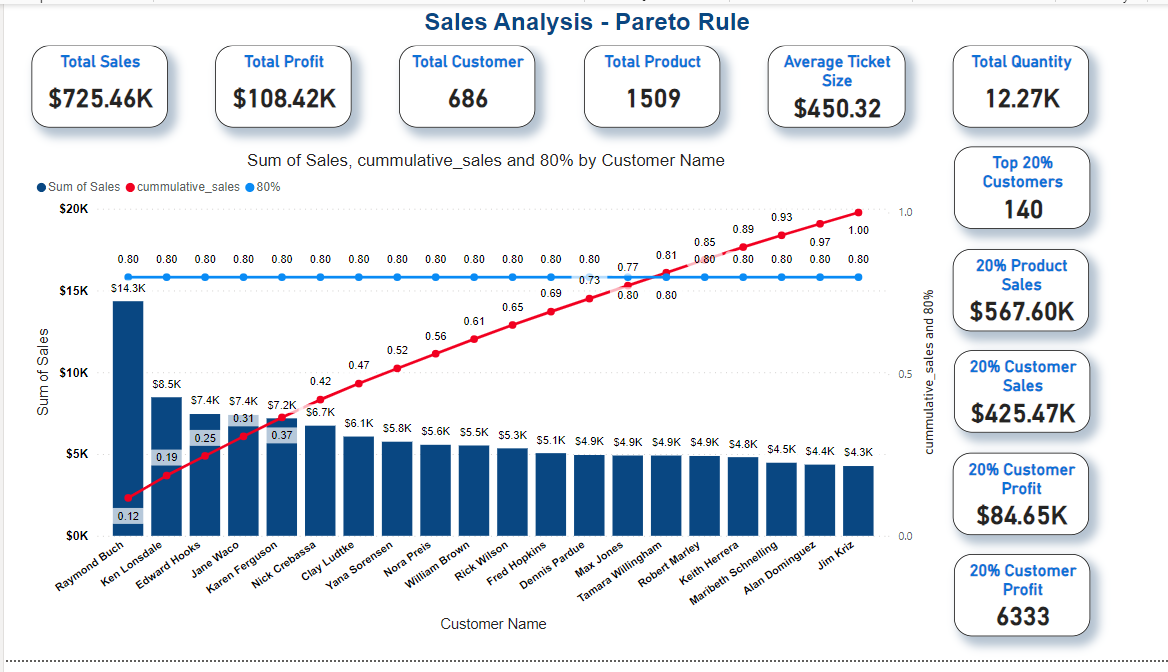 Sales Analysis - Pareto Rule
Total Sales
$725.46K
Total Profit
$108.42K
Total Customer
686
Total Product
1509
Average Ticket
Size
$450.32
Total Quantity
12.27K
Top 20%
Customers
140
20% Product
Sales
$567.60K
20% Customer
Sales
$425.47K
20% Customer
Profit
$84.65K
20% Customer
Profit
6333
Sum of Sales, cummulative_sales and 80% by Customer Name
Sum of Sales cummulative_sales 80%
$20K
$15K
$10K
$5K
$0K
Sum of Sales
1.0
0.5
0.0
cummulative_sales and 80%
0.80 0.80 0.80 0.80 0.80 0.80 0.80 0.80 0.80 0.80 0.80 0.80 0.80 0.80 0.80 0.80 0.80 0.80 0.80 0.80
0.12 0.19 0.25 0.31 0.37 0.42 0.47 0.52 0.56 0.61 0.65 0.69 0.73 0.77 0.81 0.85 0.89 0.93 0.97 1.00
$14.3K $8.5K $7.4K $7.4K $7.2K $6.7K $6.1K $5.8K $5.6K $5.5K $5.3K $5.1K $4.9K $4.9K $4.9K $4.9K $4.8K $4.5K $4.4K $4.3K
Raymond Buch
Ken Lonsdale
Edward Hooks
Jane Waco
Karen Ferguson
Nick Crebassa
Clay Ludtke
Yana Sorensen
Nora Preis
William Brown
Rick Wilson
Fred Hopkins
Dennis Pardue
Max Jones
Tamara Willingham
Robert Marley
Keith Herrera
Maribeth Schnelling
Alan Dominguez
Jim Kriz
Customer Name